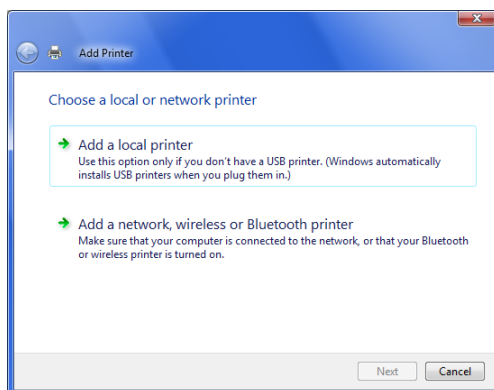 Add Printer
Choose a local or network printer
Add a local printer
Use this option only if you don't have a USB printer. (Windows automatically
installs USB printers when you plug them in.)
Add a network, wireless or Bluetooth printer
Make sure that your computer is connected to the network, or that your Bluetooth
or wireless printer is turned on.
Next
Cancel